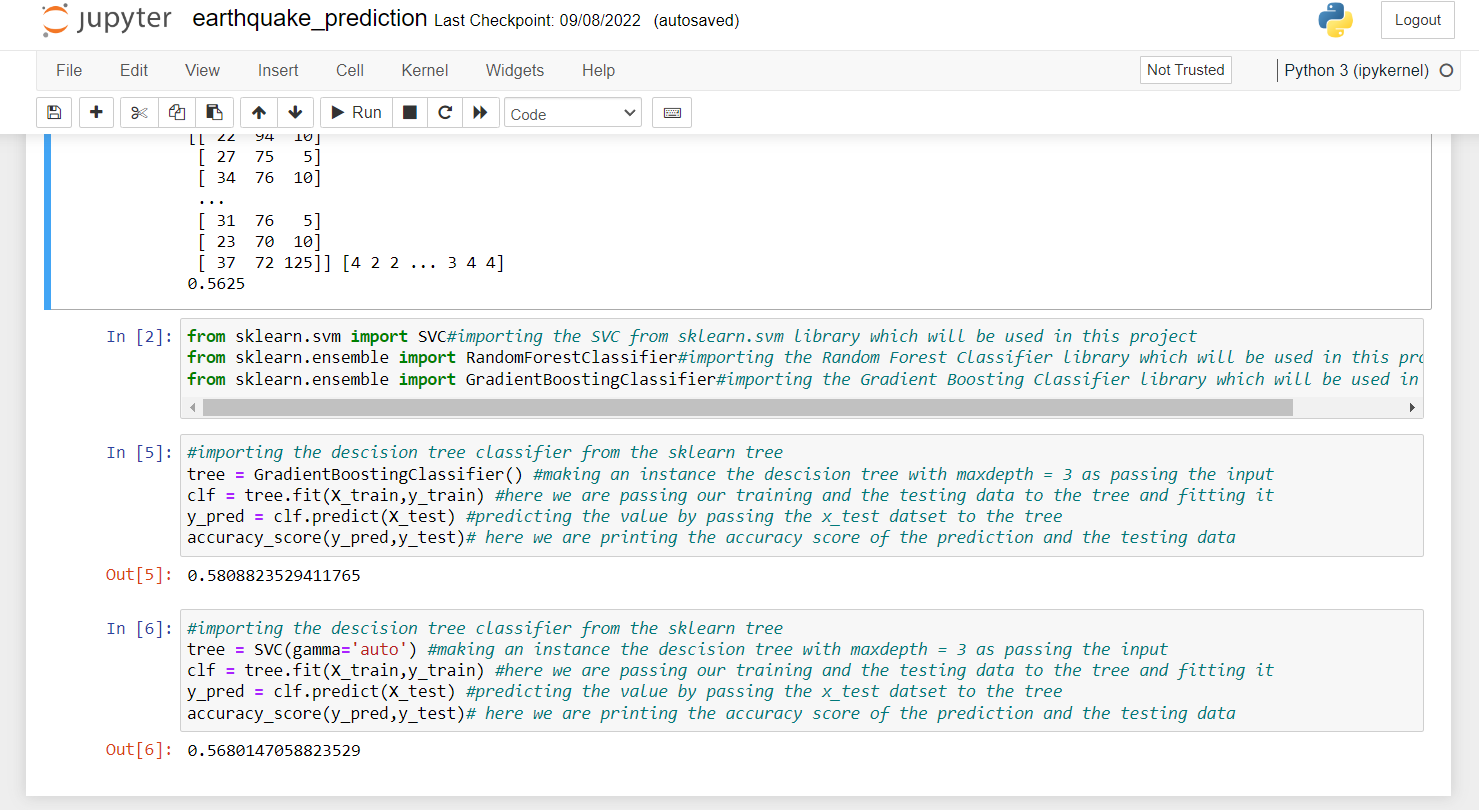 jupyter earthquake_prediction Last Checkpoint: 09/08/2022 (autosaved) Logout
File Edit View Insert Cell Kernel Widgets Help Not Trusted Python 3 (ipykernel)
Run Code
[[ 22 94 10]
[ 27 75 5]
[ 34 76 10]
...
[ 31 76 5]
[ 23 70 10]
[ 37 72 125]] [4 2 2 ... 3 4 4]
0.5625
In [2]: from sklearn.svm import SVC#importing the SVC from sklearn.svm library which will be used in this project
from sklearn.ensemble import RandomForestClassifier#importing the Random Forest Classifier library which will be used in this pro
from sklearn.ensemble import GradientBoostingClassifier#importing the Gradient Boosting Classifier library which will be used in
In [5]: #importing the descision tree classifier from the sklearn tree
tree = GradientBoostingClassifier() #making an instance the descision tree with maxdepth = 3 as passing the input
clf = tree.fit(X_train,y_train) #here we are passing our training and the testing data to the tree and fitting it
y_pred = clf.predict(X_test) #predicting the value by passing the x_test datset to the tree
accuracy_score(y_pred,y_test)# here we are printing the accuracy score of the prediction and the testing data
Out[5]: 0.5808823529411765
In [6]: #importing the descision tree classifier from the sklearn tree
tree = SVC(gamma='auto') #making an instance the descision tree with maxdepth = 3 as passing the input
clf = tree.fit(X_train,y_train) #here we are passing our training and the testing data to the tree and fitting it
y_pred = clf.predict(X_test) #predicting the value by passing the x_test datset to the tree
accuracy_score(y_pred,y_test)# here we are printing the accuracy score of the prediction and the testing data
Out[6]: 0.5680147058823529